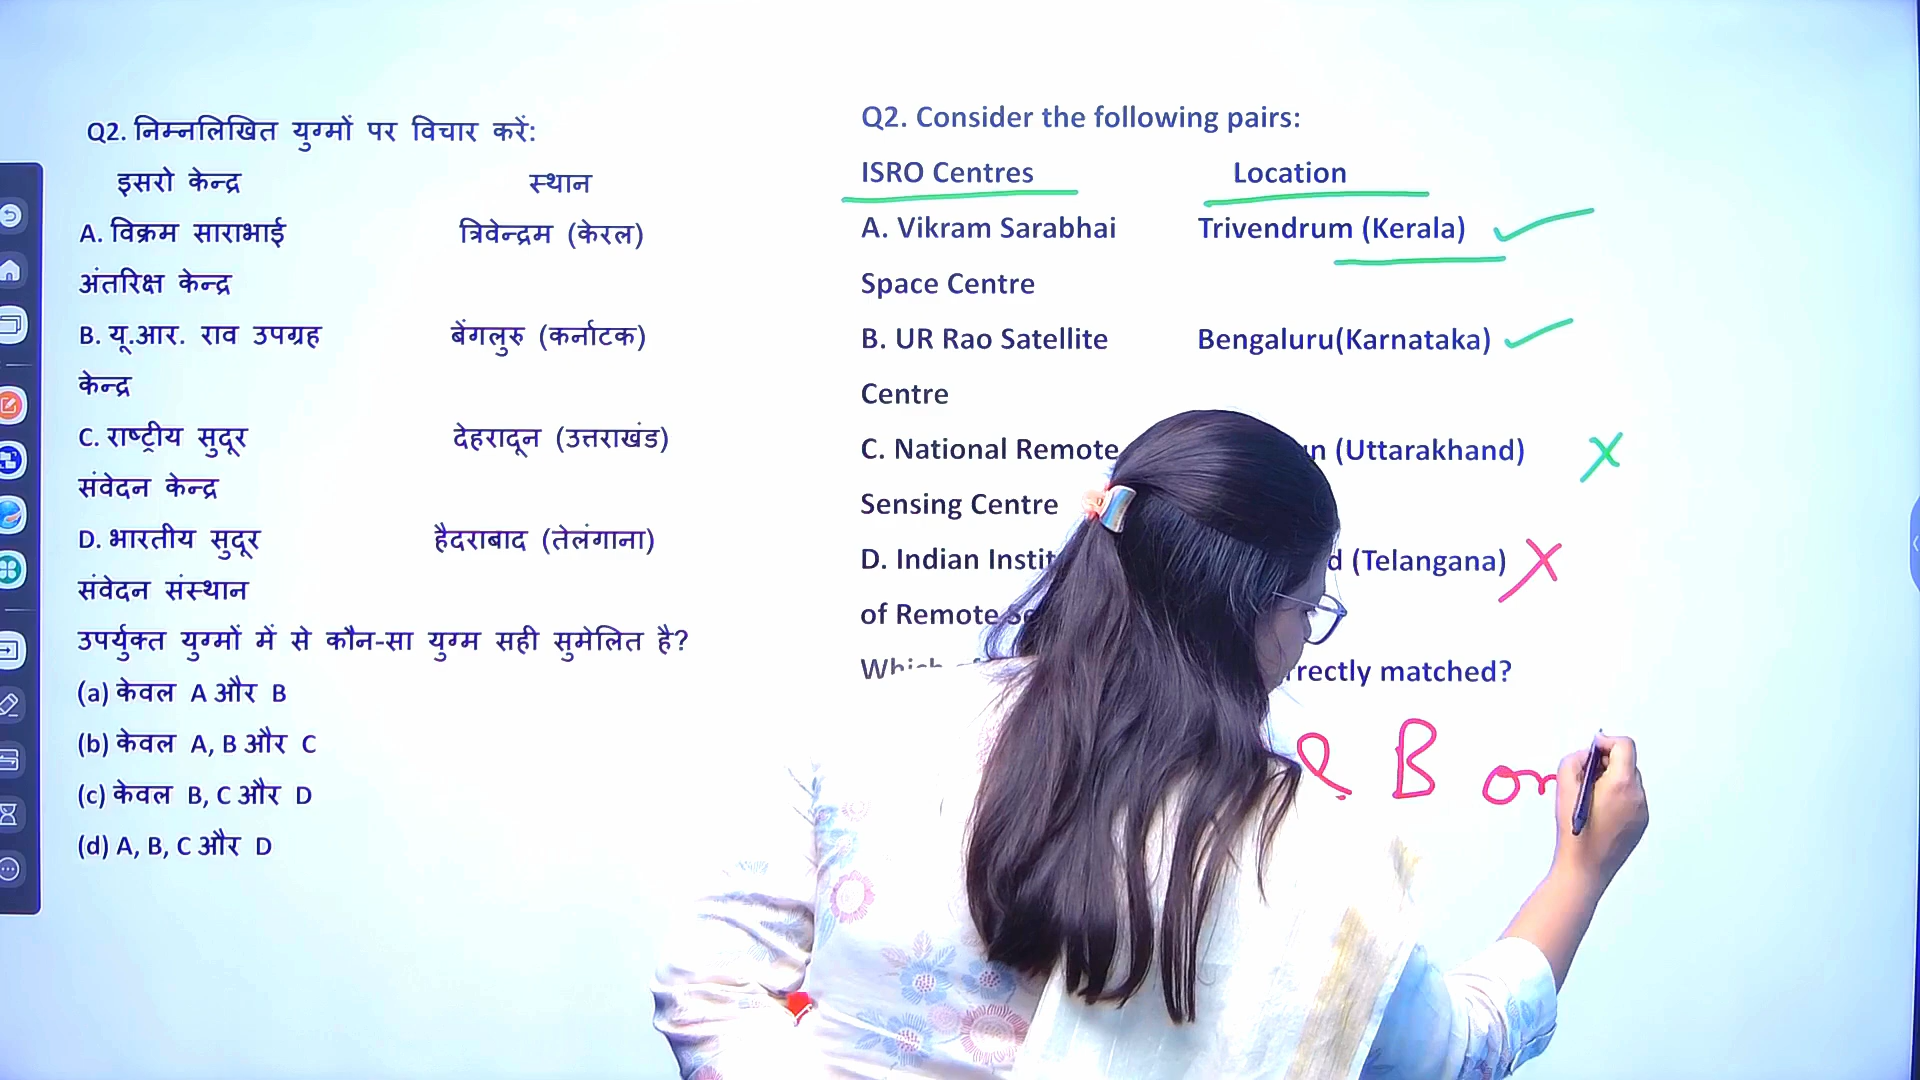 Q2. निम्नलिखित युग्मों पर विचार करें:
इसरो केन्द्र स्थान
A. विक्रम साराभाई त्रिवेन्द्रम (केरल)
अंतरिक्ष केन्द्र
B. यू.आर. राव उपग्रह बेंगलुरु (कर्नाटक)
केन्द्र
C. राष्ट्रीय सुदूर देहरादून (उत्तराखंड)
संवेदन केन्द्र
D. भारतीय सुदूर हैदराबाद (तेलंगाना)
संवेदन संस्थान
उपर्युक्त युग्मों में से कौन-सा युग्म सही सुमेलित है?
(a) केवल A और B
(b) केवल A, B और C
(c) केवल B, C और D
(d) A, B, C और D
Q2. Consider the following pairs:
ISRO Centres Location
A. Vikram Sarabhai Trivendrum (Kerala)
Space Centre
B. UR Rao Satellite Bengaluru(Karnataka)
Centre
C. National Remote (Uttarakhand)
Sensing Centre
D. Indian (Telangana)
of Remote
matched?
B